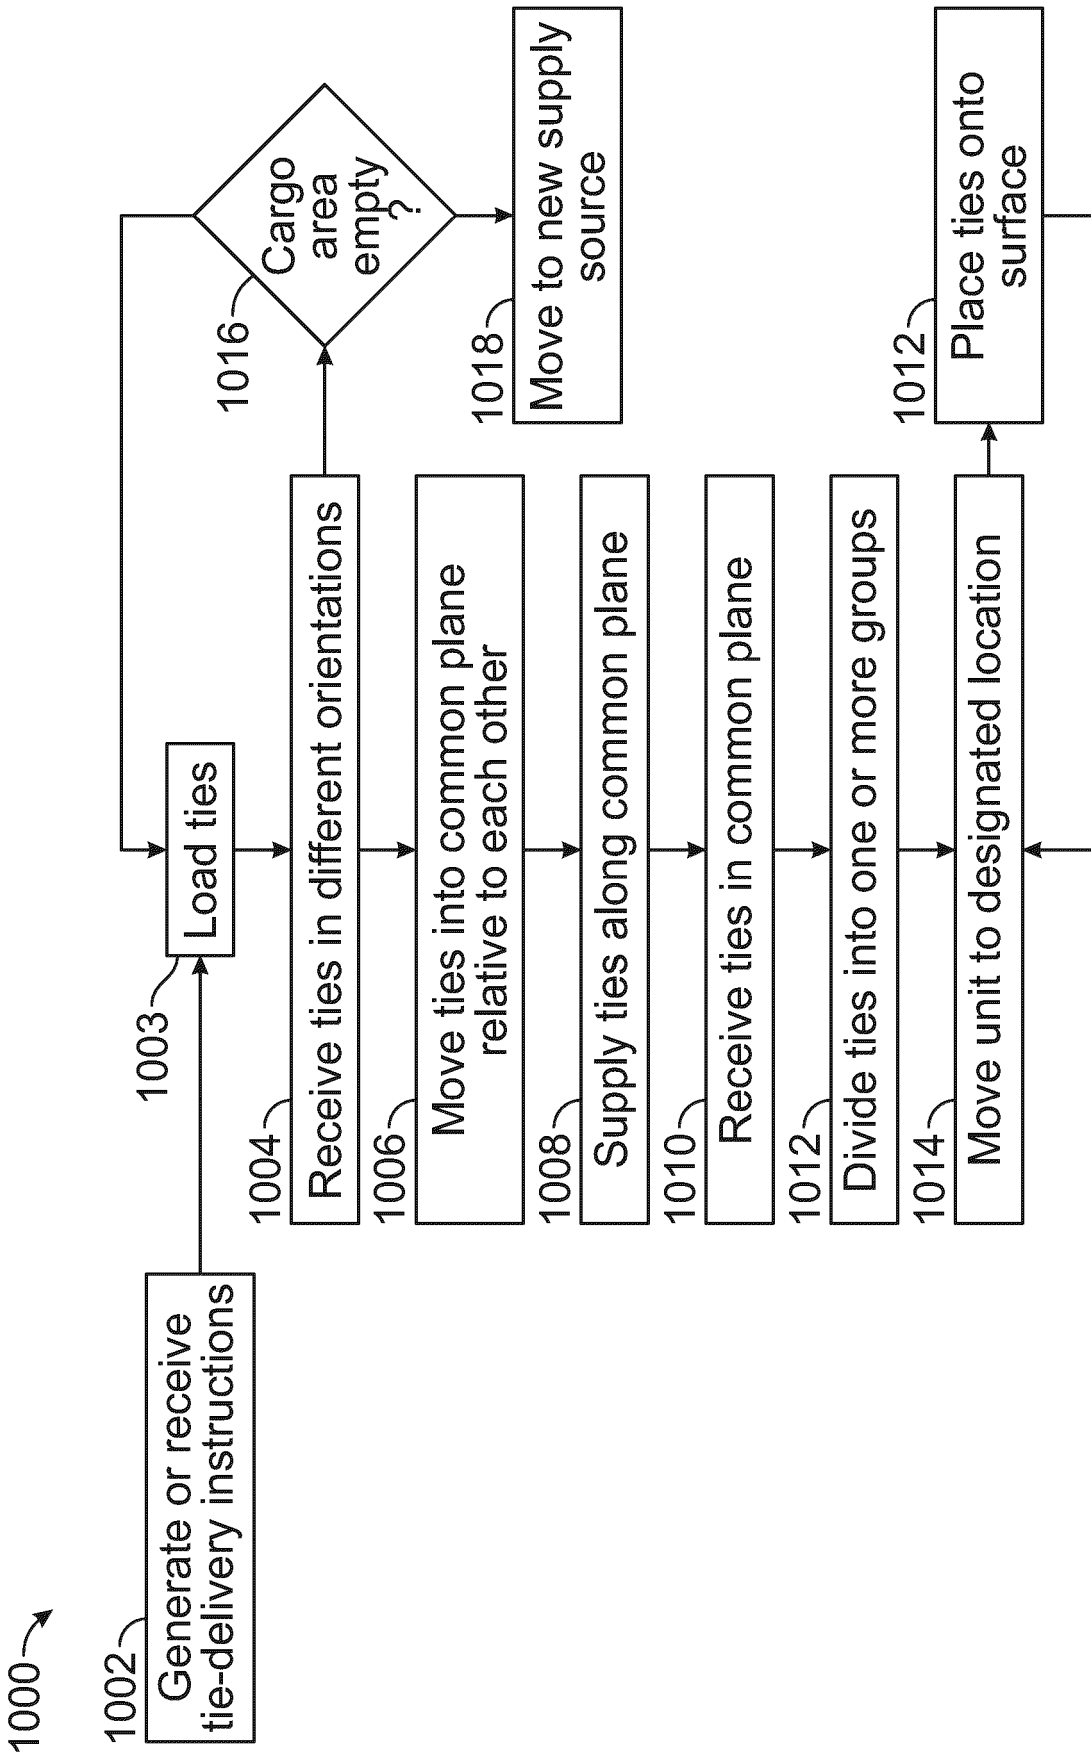 1000
1002
Generate or receive
tie-delivery instructions
1003
Load ties
1004
Receive ties in different orientations
1016
Cargo
area
empty
?
1006
Move ties into common plane
relative to each other
1018
Move to new supply
source
1008
Supply ties along common plane
1010
Receive ties in common plane
1012
Divide ties into one or more groups
1014
Move unit to designated location
1012
Place ties onto
surface